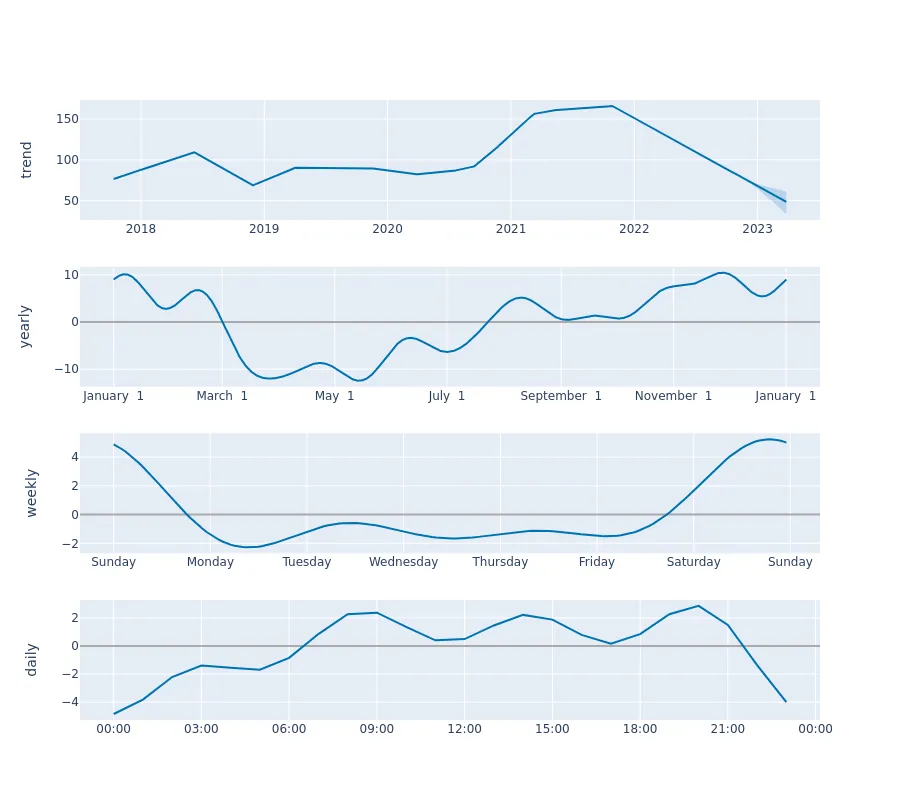 trend
150
100
50
2018 2019 2020 2021 2022 2023
yearly
10
0
−10
January 1 March 1 May 1 July 1 September 1 November 1 January 1
weekly
4
2
0
−2
Sunday Monday Tuesday Wednesday Thursday Friday Saturday Sunday
daily
2
0
−2
−4
00:00 03:00 06:00 09:00 12:00 15:00 18:00 21:00 00:00